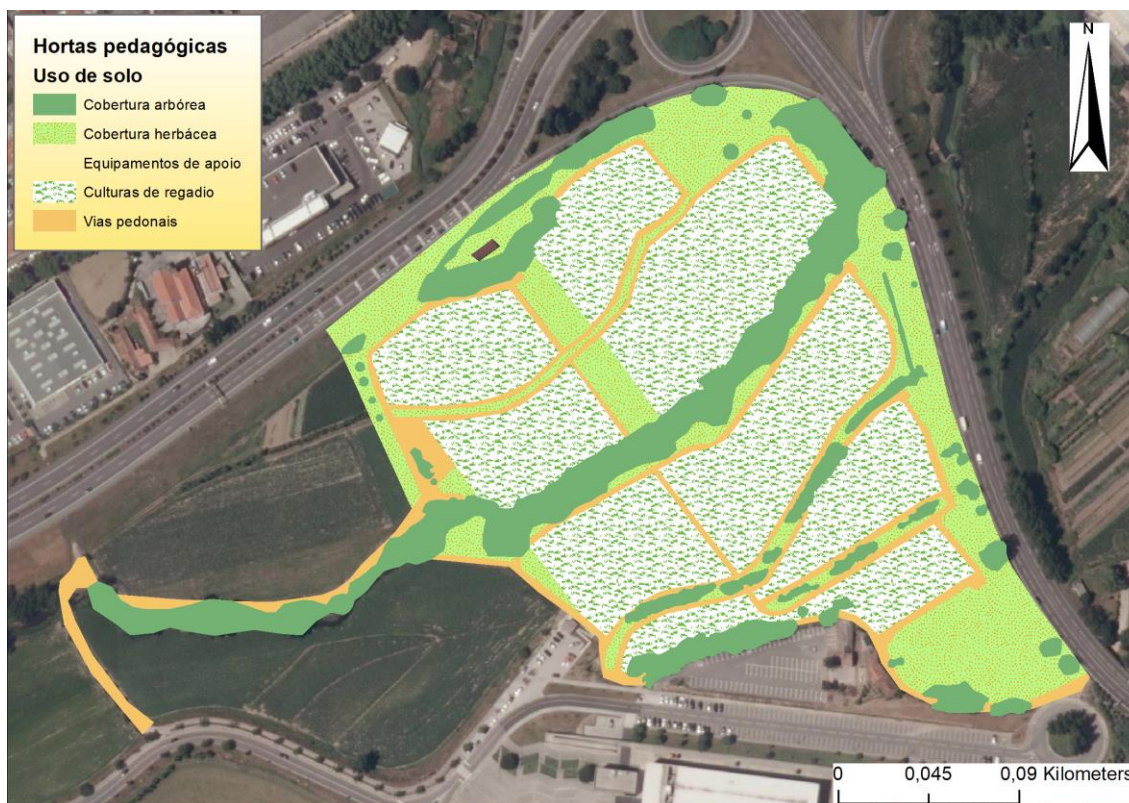 Hortas pedagógicas
Uso de solo
Cobertura arbórea
Cobertura herbácea
Equipamentos de apoio
Culturas de regadio
Vias pedonais
N
0 0,045 0,09 Kilometers